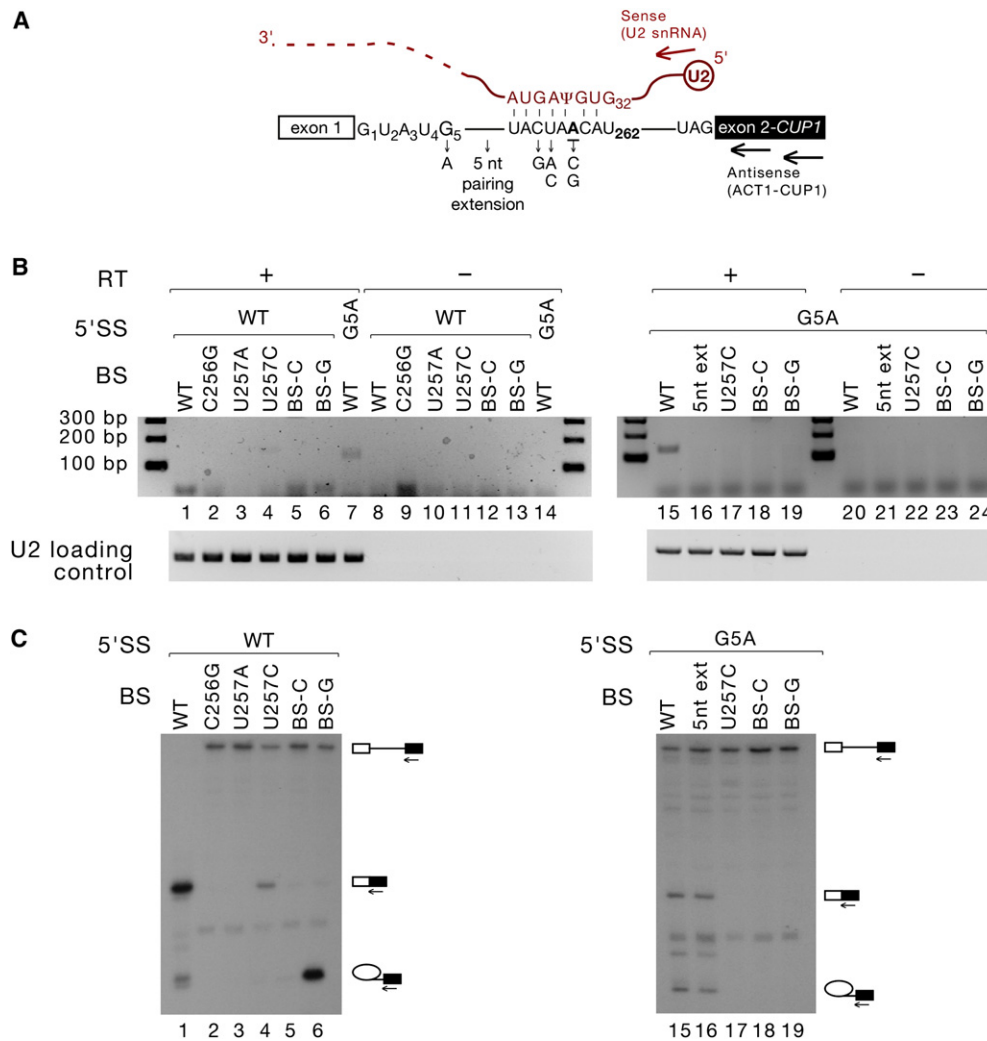 A
Sense
(U2 snRNA)
3'
5'
U2
AUGAΨGUG32
exon 1 G1U2A3U4G5 UACUAACAU262 UAG exon 2-CUP1
A 5 nt G A C
pairing C G
extension
Antisense
(ACT1-CUP1)
B
RT + − + −
5'SS WT G5A WT G5A G5A
BS WT C256G U257A U257C BS-C BS-G WT WT C256G U257A U257C BS-C BS-G WT WT 5nt ext U257C BS-C BS-G WT 5nt ext U257C BS-C BS-G
300 bp
200 bp
100 bp
1 2 3 4 5 6 7 8 9 10 11 12 13 14 15 16 17 18 19 20 21 22 23 24
U2 loading
control
C
5'SS WT 5'SS G5A
BS WT C256G U257A U257C BS-C BS-G BS WT 5nt ext U257C BS-C BS-G
1 2 3 4 5 6 15 16 17 18 19